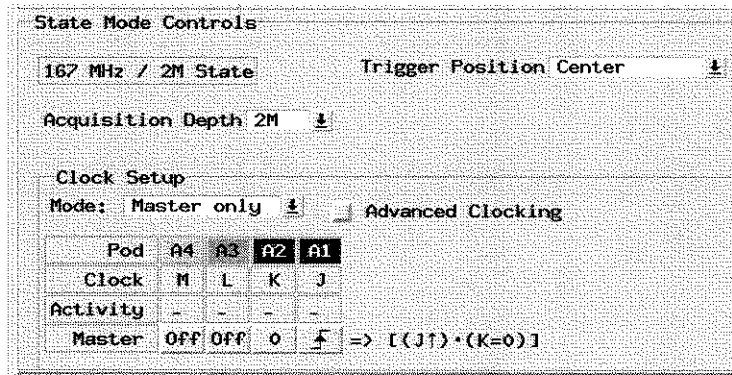 State Mode Controls
167 MHz / 2M State Trigger Position Center
Acquisition Depth 2M
Clock Setup
Mode: Master only Advanced Clocking
Pod A4 A3 A2 A1
Clock M L K J
Activity - - - -
Master Off Off 0 => [(J↑)·(K=0)]